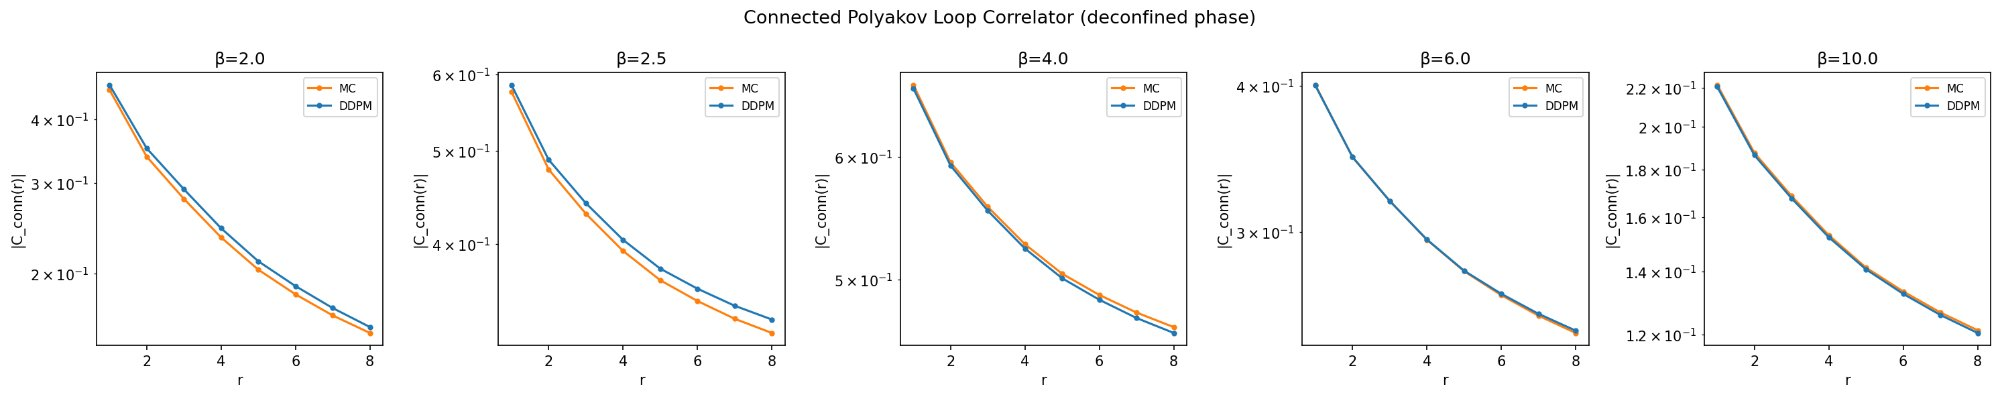 Connected Polyakov Loop Correlator (deconfined phase)
β=2.0
|C_conn(r)|
4 × 10⁻¹
3 × 10⁻¹
2 × 10⁻¹
MC
DDPM
2 4 6 8
r
β=2.5
|C_conn(r)|
6 × 10⁻¹
5 × 10⁻¹
4 × 10⁻¹
MC
DDPM
2 4 6 8
r
β=4.0
|C_conn(r)|
6 × 10⁻¹
5 × 10⁻¹
MC
DDPM
2 4 6 8
r
β=6.0
|C_conn(r)|
4 × 10⁻¹
3 × 10⁻¹
MC
DDPM
2 4 6 8
r
β=10.0
|C_conn(r)|
2.2 × 10⁻¹
2 × 10⁻¹
1.8 × 10⁻¹
1.6 × 10⁻¹
1.4 × 10⁻¹
1.2 × 10⁻¹
MC
DDPM
2 4 6 8
r